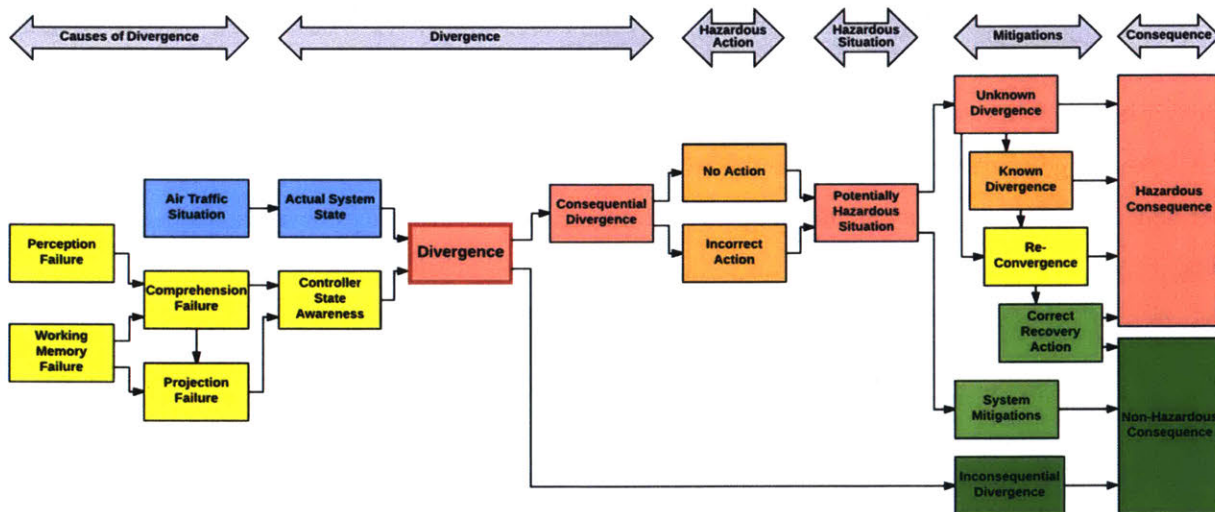 Causes of Divergence
Divergence
Hazardous
Action
Hazardous
Situation
Mitigations
Consequence
Unknown
Divergence
No Action
Known
Divergence
Hazardous
Consequence
Air Traffic
Situation
Actual System
State
Consequential
Divergence
Potentially
Hazardous
Situation
Perception
Failure
Divergence
Incorrect
Action
Re-
Convergence
Comprehension
Failure
Controller
State
Awareness
Working
Memory
Failure
Correct
Recovery
Action
Projection
Failure
System
Mitigations
Non-Hazardous
Consequence
Inconsequential
Divergence